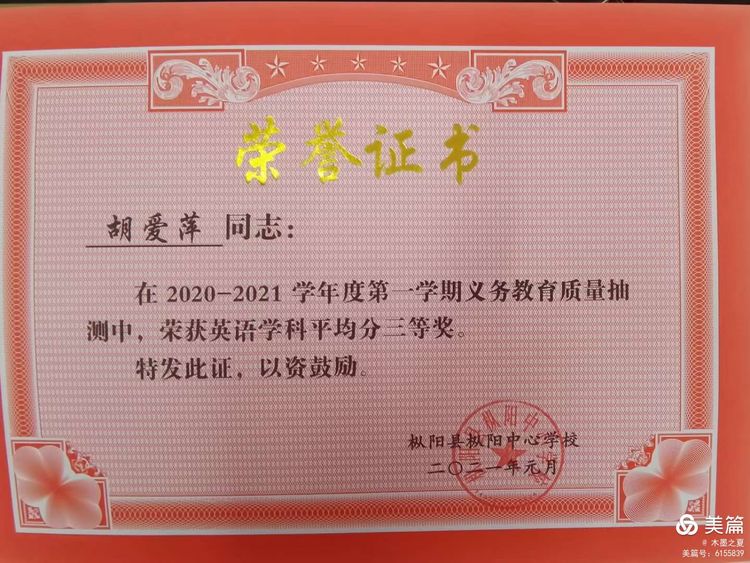 荣誉证书
胡爱萍 同志：
在 2020-2021 学年度第一学期义务教育质量抽
测中，荣获英语学科平均分三等奖。
特发此证，以资鼓励。
枞阳县枞阳中心学校
二〇二一年元月
美篇
@ 木墨之夏
美篇号：6155839